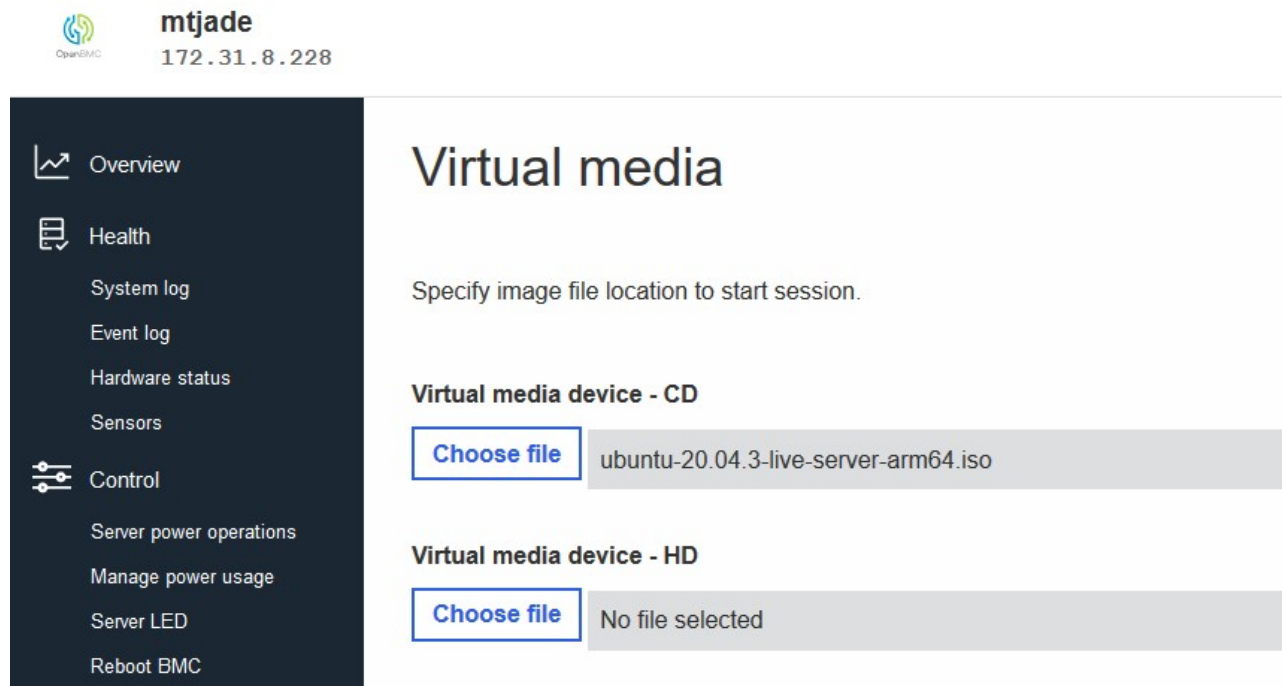 mtjade
OpenBMC
172.31.8.228
Overview
Health
System log
Event log
Hardware status
Sensors
Control
Server power operations
Manage power usage
Server LED
Reboot BMC
Virtual media
Specify image file location to start session.
Virtual media device - CD
Choose file
ubuntu-20.04.3-live-server-arm64.iso
Virtual media device - HD
Choose file
No file selected